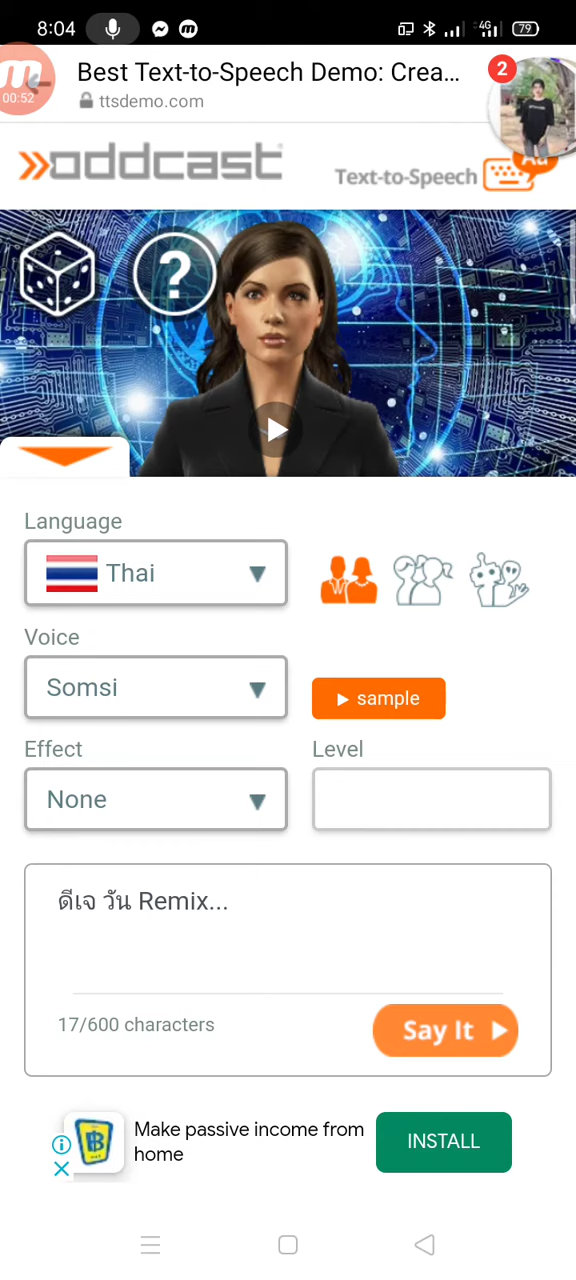 8:04
4G
79
00:52
Best Text-to-Speech Demo: Crea...
ttsdemo.com
2
oddcast
Text-to-Speech
?
Language
Thai
Voice
Somsi
sample
Effect
Level
None
ดีเจ วัน Remix...
17/600 characters
Say It
Make passive income from
home
INSTALL